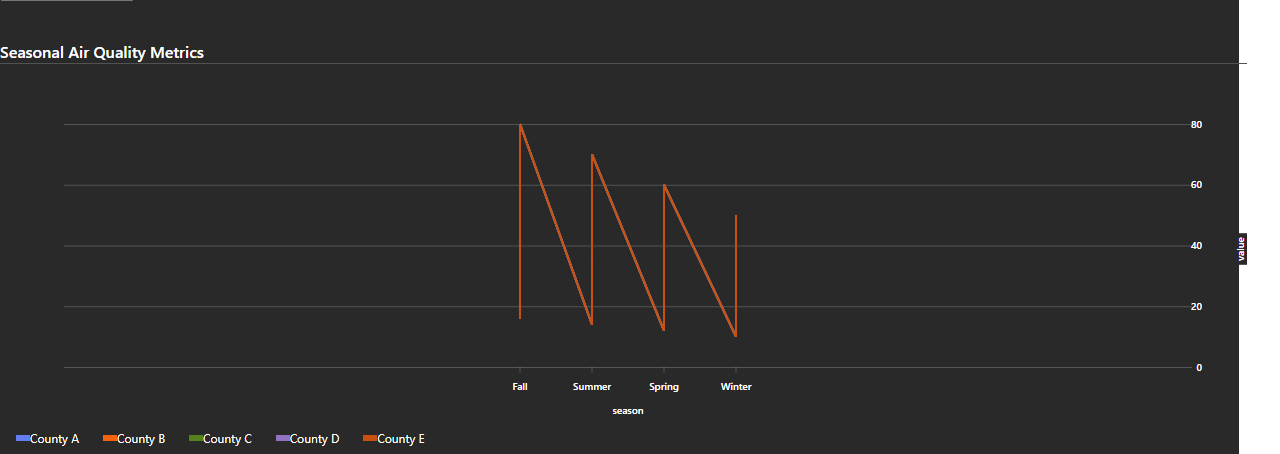 Seasonal Air Quality Metrics
80
60
40
20
0
value
Fall Summer Spring Winter
season
County A County B County C County D County E